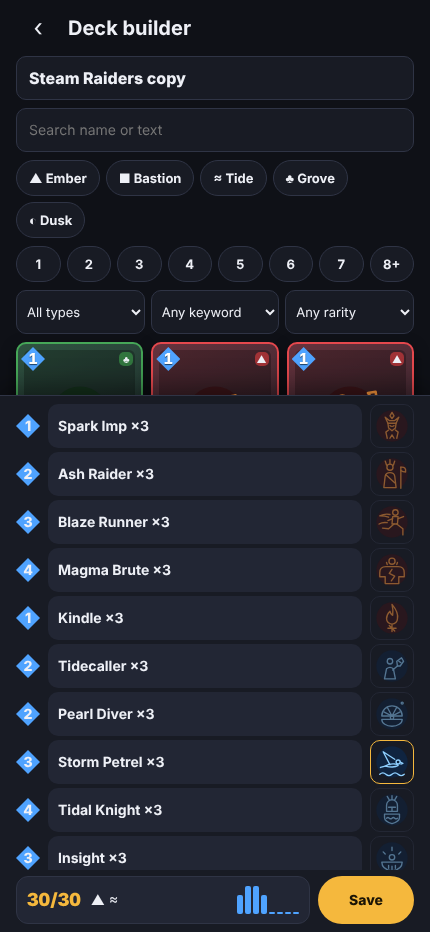 Deck builder
Steam Raiders copy
Search name or text
Ember
Bastion
Tide
Grove
Dusk
1 2 3 4 5 6 7 8+
All types
Any keyword
Any rarity
1 1 1
1 Spark Imp ×3
2 Ash Raider ×3
3 Blaze Runner ×3
4 Magma Brute ×3
1 Kindle ×3
2 Tidecaller ×3
2 Pearl Diver ×3
3 Storm Petrel ×3
4 Tidal Knight ×3
3 Insight ×3
30/30
Save